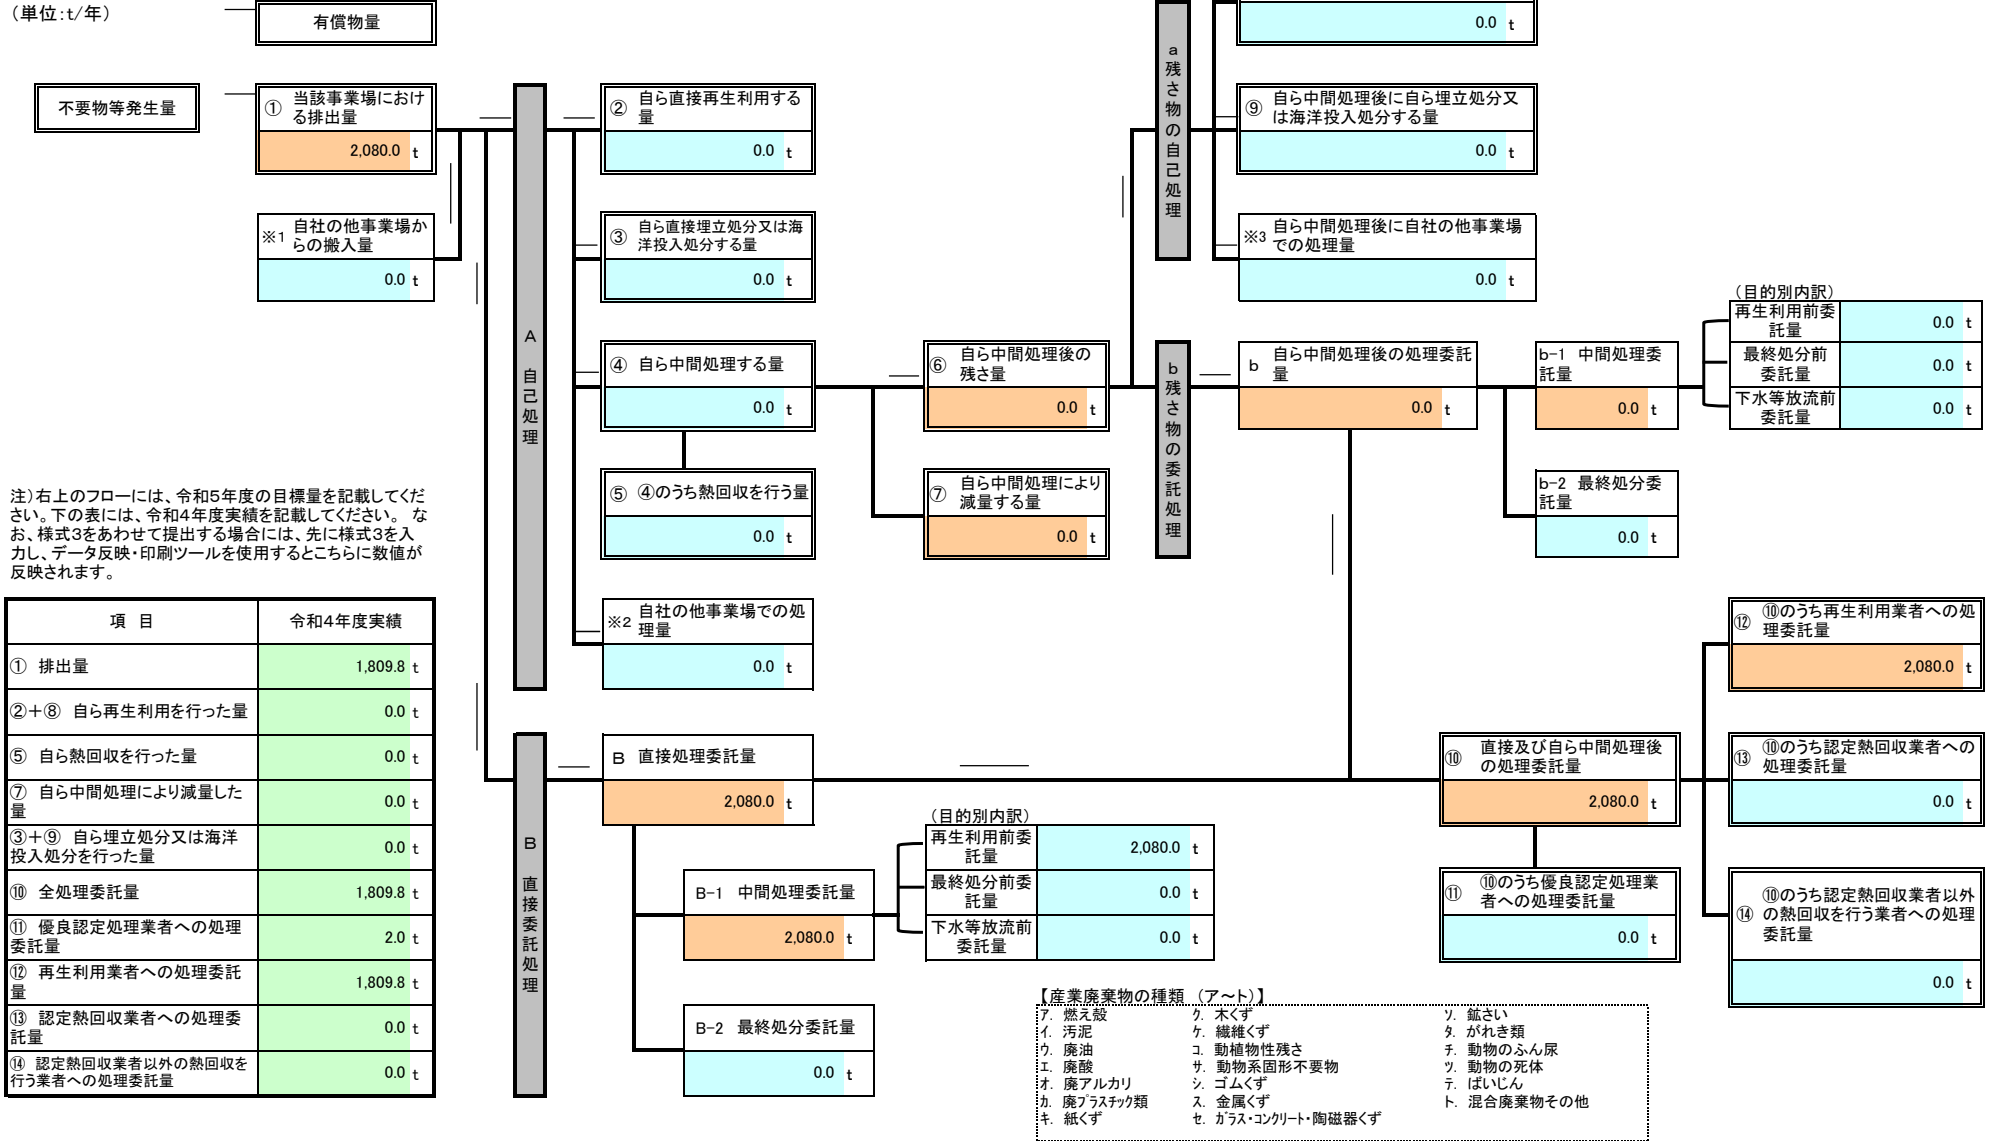 （単位：t/年）
有償物量
0.0 t
不要物等発生量
① 当該事業場におけ
る排出量
2,080.0 t
※1 自社の他事業場か
らの搬入量
0.0 t
A 自己処理
② 自ら直接再生利用する
量
0.0 t
③ 自ら直接埋立処分又は海
洋投入処分する量
0.0 t
④ 自ら中間処理する量
0.0 t
⑤ ④のうち熱回収を行う量
0.0 t
※2 自社の他事業場での処
理量
0.0 t
⑥ 自ら中間処理後の
残さ量
0.0 t
⑦ 自ら中間処理により
減量する量
0.0 t
a 残さ物の自己処理
⑨ 自ら中間処理後に自ら埋立処分又
は海洋投入処分する量
0.0 t
※3 自ら中間処理後に自社の他事業場
での処理量
0.0 t
b 残さ物の委託処理
b 自ら中間処理後の処理委託
量
0.0 t
b-1 中間処理委
託量
0.0 t
b-2 最終処分委
託量
0.0 t
（目的別内訳）
再生利用前委
託量
0.0 t
最終処分前
委託量
0.0 t
下水等放流前
委託量
0.0 t
注）右上のフローには、令和５年度の目標量を記載してくだ
さい。下の表には、令和４年度実績を記載してください。 な
お、様式３をあわせて提出する場合には、先に様式３を入
力し、データ反映・印刷ツールを使用するとこちらに数値が
反映されます。
項 目 令和４年度実績
① 排出量 1,809.8 t
②＋⑧ 自ら再生利用を行った量 0.0 t
⑤ 自ら熱回収を行った量 0.0 t
⑦ 自ら中間処理により減量した
量 0.0 t
③＋⑨ 自ら埋立処分又は海洋
投入処分を行った量 0.0 t
⑩ 全処理委託量 1,809.8 t
⑪ 優良認定処理業者への処理
委託量 2.0 t
⑫ 再生利用業者への処理委託
量 1,809.8 t
⑬ 認定熱回収業者への処理委
託量 0.0 t
⑭ 認定熱回収業者以外の熱回収を
行う業者への処理委託量 0.0 t
B 直接委託処理
B 直接処理委託量
2,080.0 t
B-1 中間処理委託量
2,080.0 t
B-2 最終処分委託量
0.0 t
（目的別内訳）
再生利用前委
託量
2,080.0 t
最終処分前委
託量
0.0 t
下水等放流前
委託量
0.0 t
⑩ 直接及び自ら中間処理後
の処理委託量
2,080.0 t
⑪ ⑩のうち優良認定処理業
者への処理委託量
0.0 t
⑫ ⑩のうち再生利用業者への処
理委託量
2,080.0 t
⑬ ⑩のうち認定熱回収業者への
処理委託量
0.0 t
⑭ ⑩のうち認定熱回収業者以外
の熱回収を行う業者への処理
委託量
0.0 t
【産業廃棄物の種類 （ア～ト）】
ア. 燃え殻
イ. 汚泥
ウ. 廃油
エ. 廃酸
オ. 廃アルカリ
カ. 廃プラスチック類
キ. 紙くず
ク. 木くず
ケ. 繊維くず
コ. 動植物性残さ
サ. 動物系固形不要物
シ. ゴムくず
ス. 金属くず
セ. ガラス・コンクリート・陶磁器くず
ソ. 鉱さい
タ. がれき類
チ. 動物のふん尿
ツ. 動物の死体
テ. ばいじん
ト. 混合廃棄物その他